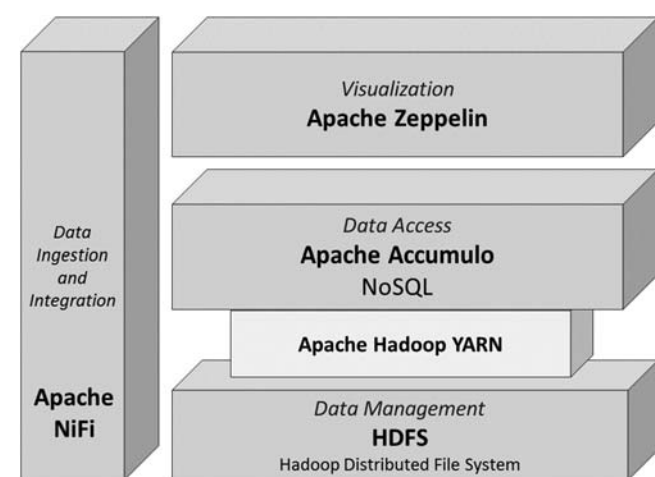 Data
Ingestion
and
Integration
Apache
NiFi
Visualization
Apache Zeppelin
Data Access
Apache Accumulo
NoSQL
Apache Hadoop YARN
Data Management
HDFS
Hadoop Distributed File System